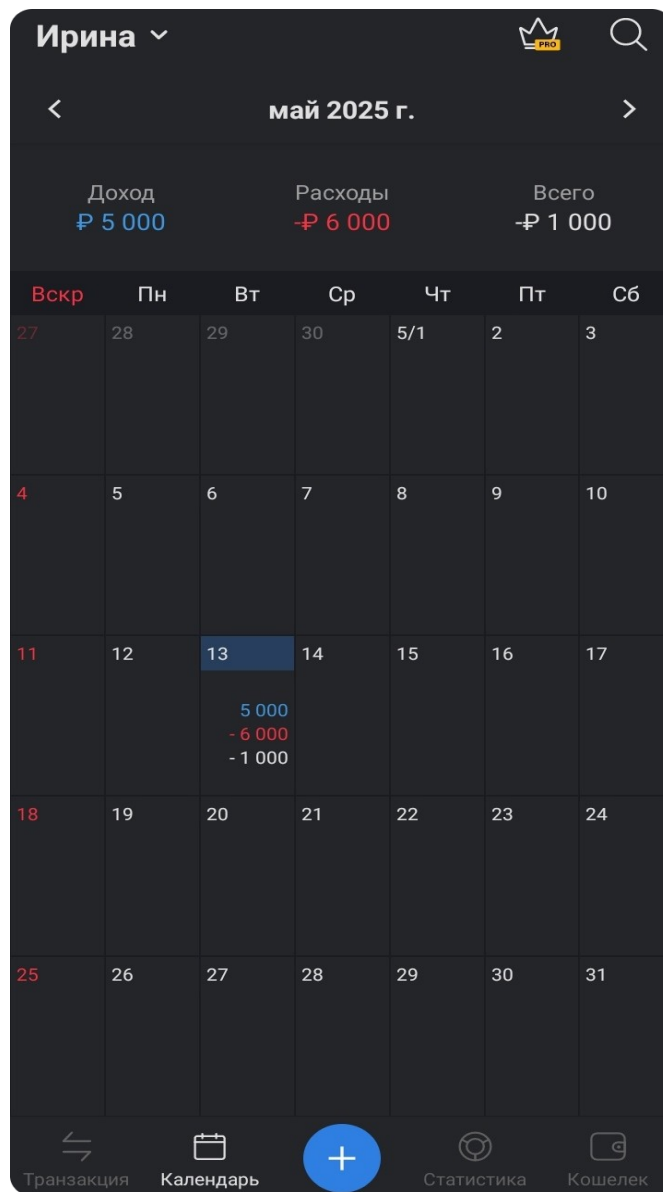 Ирина
PRO
май 2025 г.
Доход Расходы Всего
₽ 5 000 -₽ 6 000 -₽ 1 000
Вскр Пн Вт Ср Чт Пт Сб
27 28 29 30 5/1 2 3
4 5 6 7 8 9 10
11 12 13 14 15 16 17
5 000
- 6 000
- 1 000
18 19 20 21 22 23 24
25 26 27 28 29 30 31
Транзакция Календарь + Статистика Кошелек